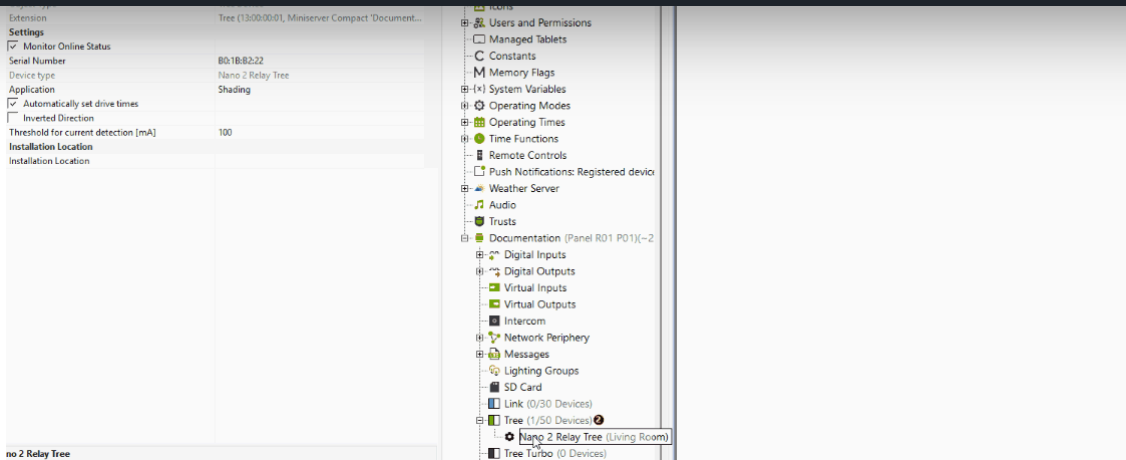 Extension Tree (13:00:00:01, Miniserver Compact 'Document...
Settings
Monitor Online Status
Serial Number B0:1B:B2:22
Device type Nano 2 Relay Tree
Application Shading
Automatically set drive times
Inverted Direction
Threshold for current detection [mA] 100
Installation Location
Installation Location
no 2 Relay Tree
Icons
Users and Permissions
Managed Tablets
Constants
Memory Flags
System Variables
Operating Modes
Operating Times
Time Functions
Remote Controls
Push Notifications: Registered device
Weather Server
Audio
Trusts
Documentation (Panel R01 P01)(~2
Digital Inputs
Digital Outputs
Virtual Inputs
Virtual Outputs
Intercom
Network Periphery
Messages
Lighting Groups
SD Card
Link (0/30 Devices)
Tree (1/50 Devices) 2
Nano 2 Relay Tree (Living Room)
Tree Turbo (0 Devices)